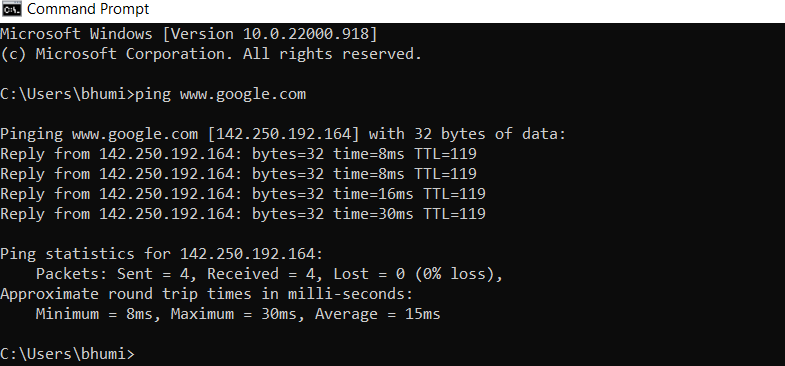 Command Prompt
Microsoft Windows [Version 10.0.22000.918]
(c) Microsoft Corporation. All rights reserved.
C:\Users\bhumi>ping www.google.com
Pinging www.google.com [142.250.192.164] with 32 bytes of data:
Reply from 142.250.192.164: bytes=32 time=8ms TTL=119
Reply from 142.250.192.164: bytes=32 time=8ms TTL=119
Reply from 142.250.192.164: bytes=32 time=16ms TTL=119
Reply from 142.250.192.164: bytes=32 time=30ms TTL=119
Ping statistics for 142.250.192.164:
    Packets: Sent = 4, Received = 4, Lost = 0 (0% loss),
Approximate round trip times in milli-seconds:
    Minimum = 8ms, Maximum = 30ms, Average = 15ms
C:\Users\bhumi>